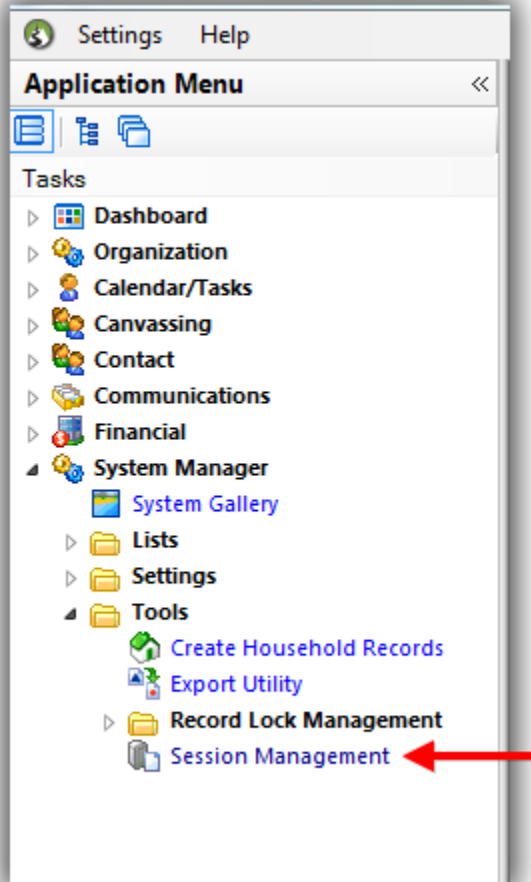 Settings Help
Application Menu
Tasks
Dashboard
Organization
Calendar/Tasks
Canvassing
Contact
Communications
Financial
System Manager
System Gallery
Lists
Settings
Tools
Create Household Records
Export Utility
Record Lock Management
Session Management